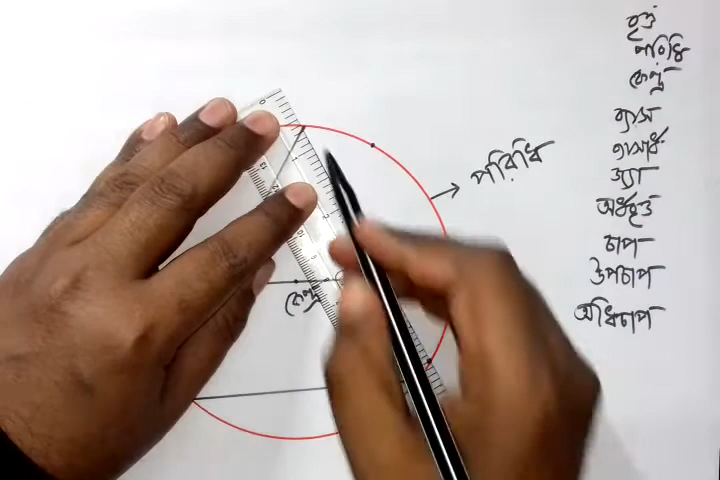 বৃত্ত
পরিধি
কেন্দ্র
ব্যাস
ব্যাসার্ধ
জ্যা
অর্ধবৃত্ত
চাপ
উপচাপ
অধিচাপ
পরিধি
কেন্দ্র